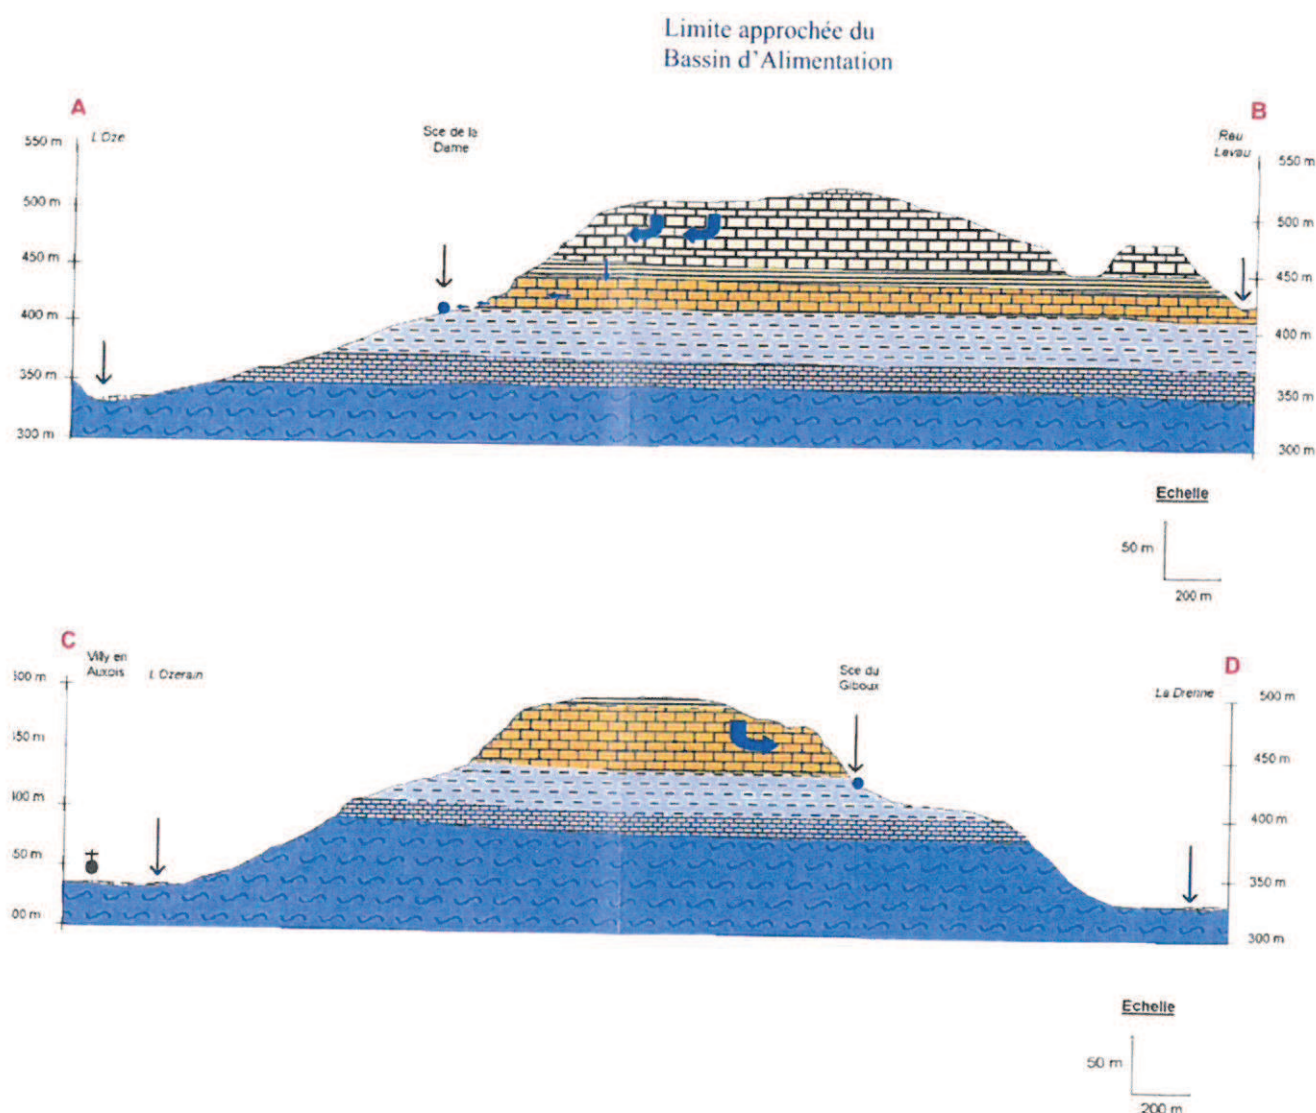 Limite approchée du
Bassin d'Alimentation
A
B
L'Oze
Sce de la
Dame
Reu
Levau
550 m
500 m
450 m
400 m
350 m
300 m
550 m
500 m
450 m
400 m
350 m
300 m
Echelle
50 m
200 m
C
D
Villy en
Auxois
L'Ozerain
Sce du
Giboux
La Drenne
500 m
450 m
400 m
350 m
300 m
Echelle
50 m
200 m